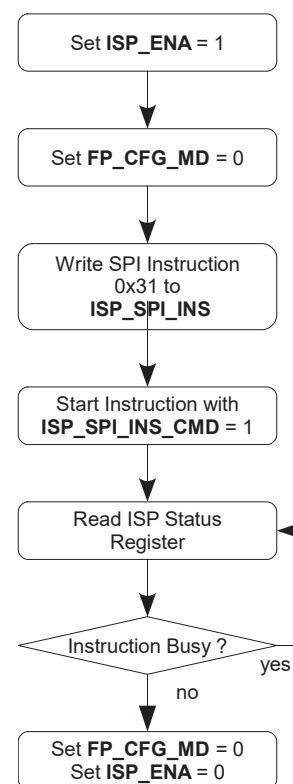 Set ISP_ENA = 1
Set FP_CFG_MD = 0
Write SPI Instruction
0x31 to
ISP_SPI_INS
Start Instruction with
ISP_SPI_INS_CMD = 1
Read ISP Status
Register
Instruction Busy ?
yes
no
Set FP_CFG_MD = 0
Set ISP_ENA = 0